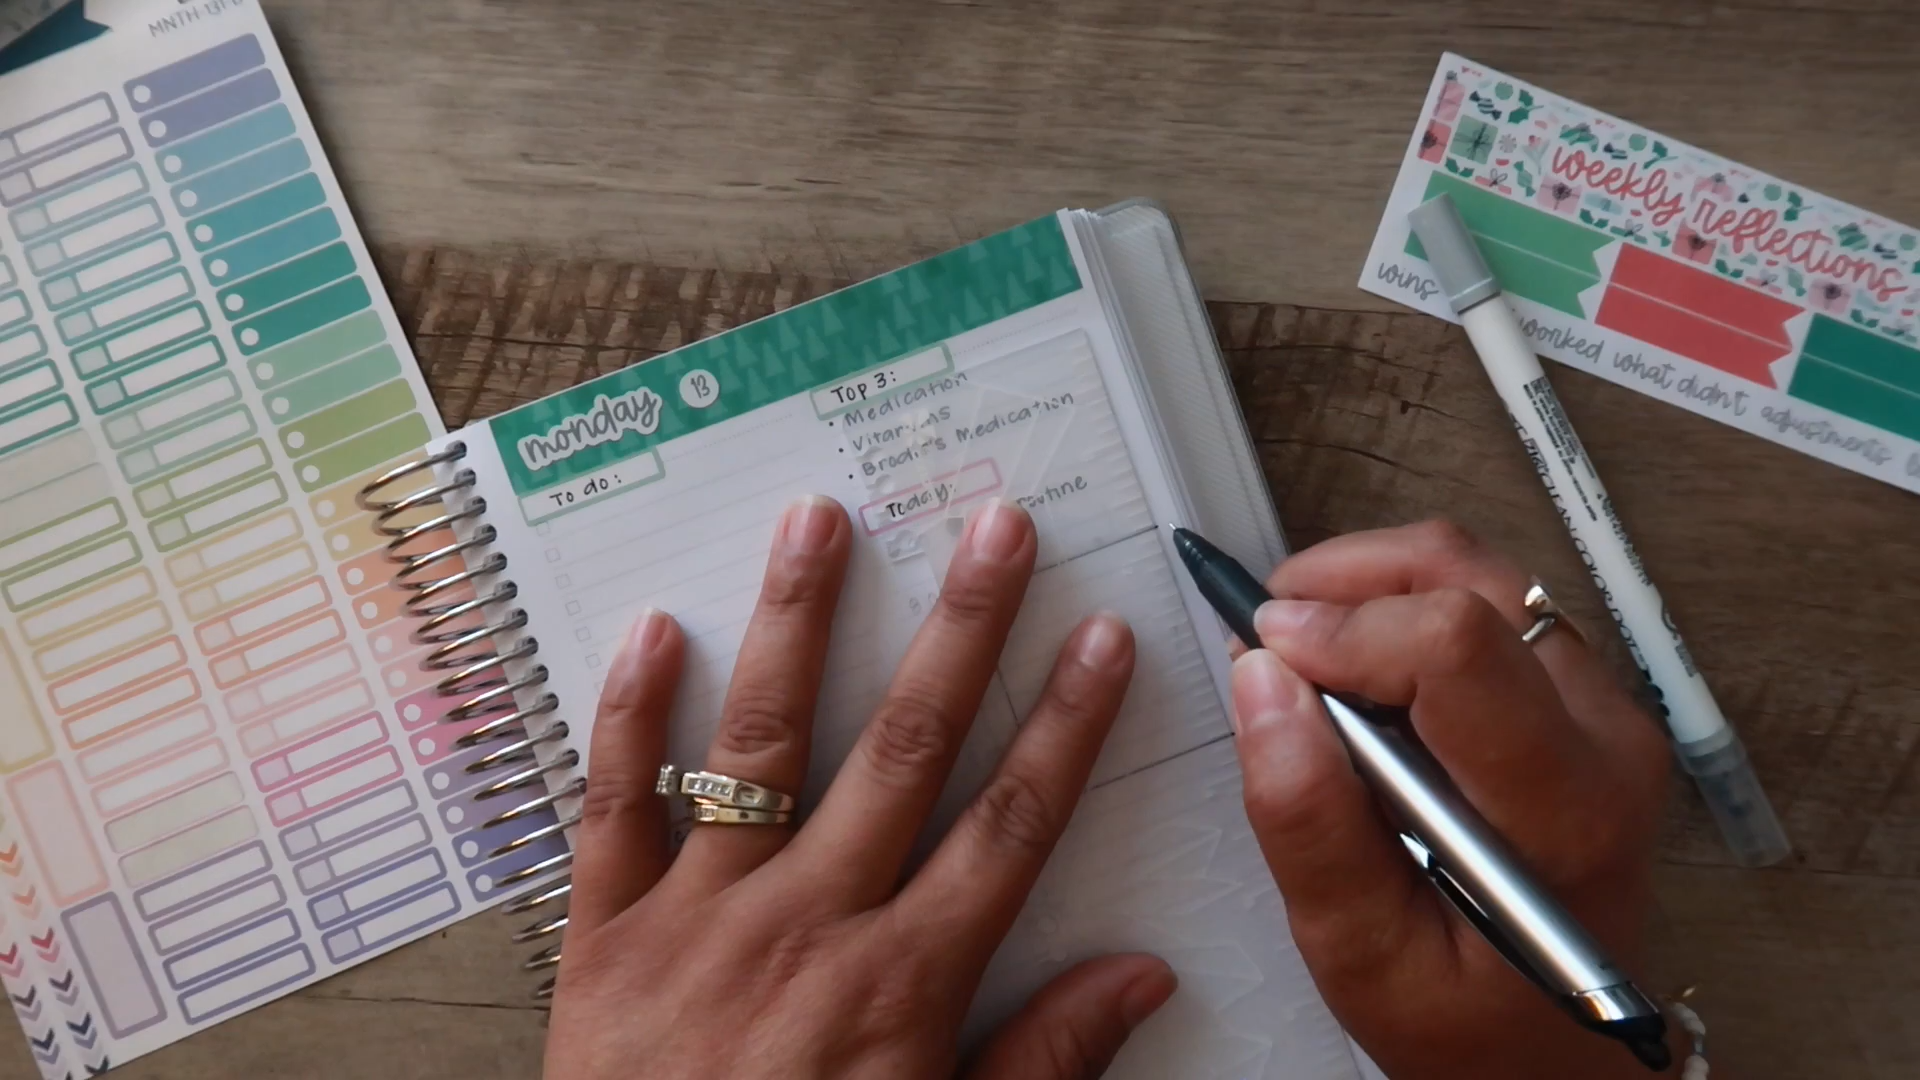 monday 13
To do:
Top 3:
• Medication
• Vitamins
• Brodie's Medication
Today:
routine
weekly reflections
wins
worked what didn't adjustments